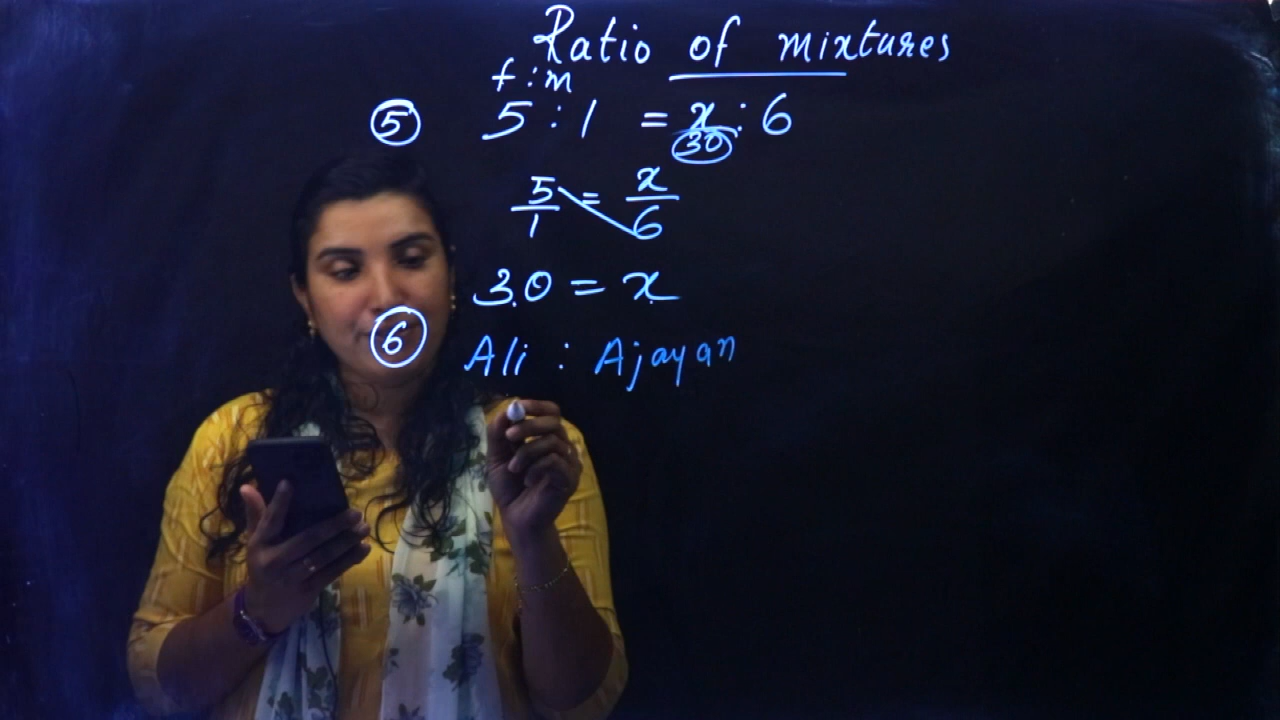 Ratio of mixtures
f : m
⑤ 5 : 1 = x : 6
30
5/1 = x/6
30 = x
⑥ Ali : Ajayan